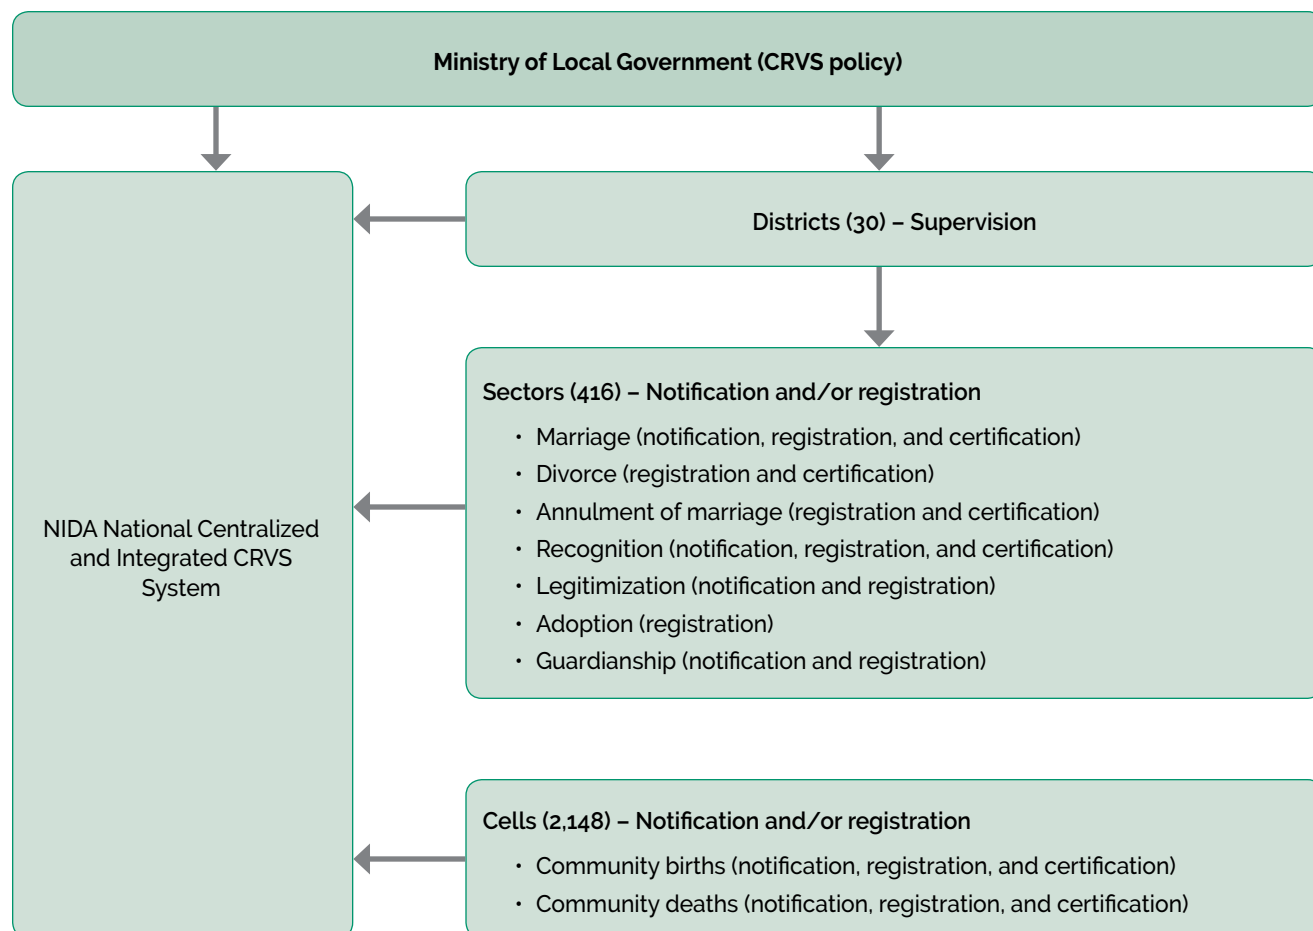 Ministry of Local Government (CRVS policy)
Districts (30) – Supervision
NIDA National Centralized
and Integrated CRVS
System
Sectors (416) – Notification and/or registration
• Marriage (notification, registration, and certification)
• Divorce (registration and certification)
• Annulment of marriage (registration and certification)
• Recognition (notification, registration, and certification)
• Legitimization (notification and registration)
• Adoption (registration)
• Guardianship (notification and registration)
Cells (2,148) – Notification and/or registration
• Community births (notification, registration, and certification)
• Community deaths (notification, registration, and certification)